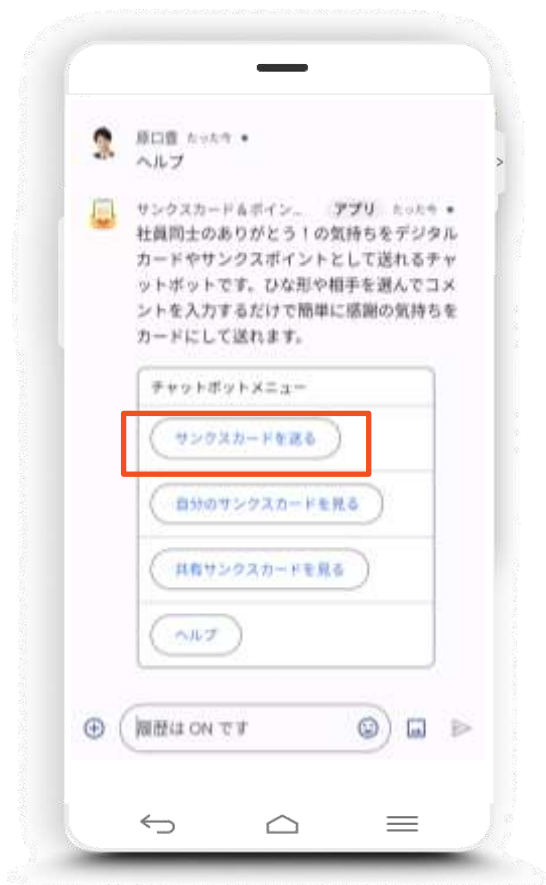 原口豊 たった今
ヘルプ
サンクスカード&ポイン... アプリ たった今
社員同士のありがとう！の気持ちをデジタル
カードやサンクスポイントとして送れるチャ
ットボットです。ひな形や相手を選んでコメ
ントを入力するだけで簡単に感謝の気持ちを
カードにして送れます。
チャットボットメニュー
サンクスカードを送る
自分のサンクスカードを見る
共有サンクスカードを見る
ヘルプ
履歴は ON です